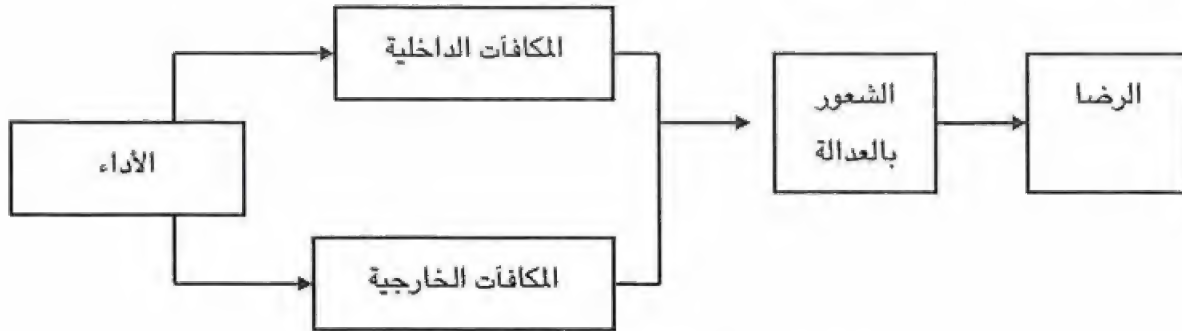 المكافآت الداخلية
الشعور
بالعدالة
الرضا
الأداء
المكافآت الخارجية